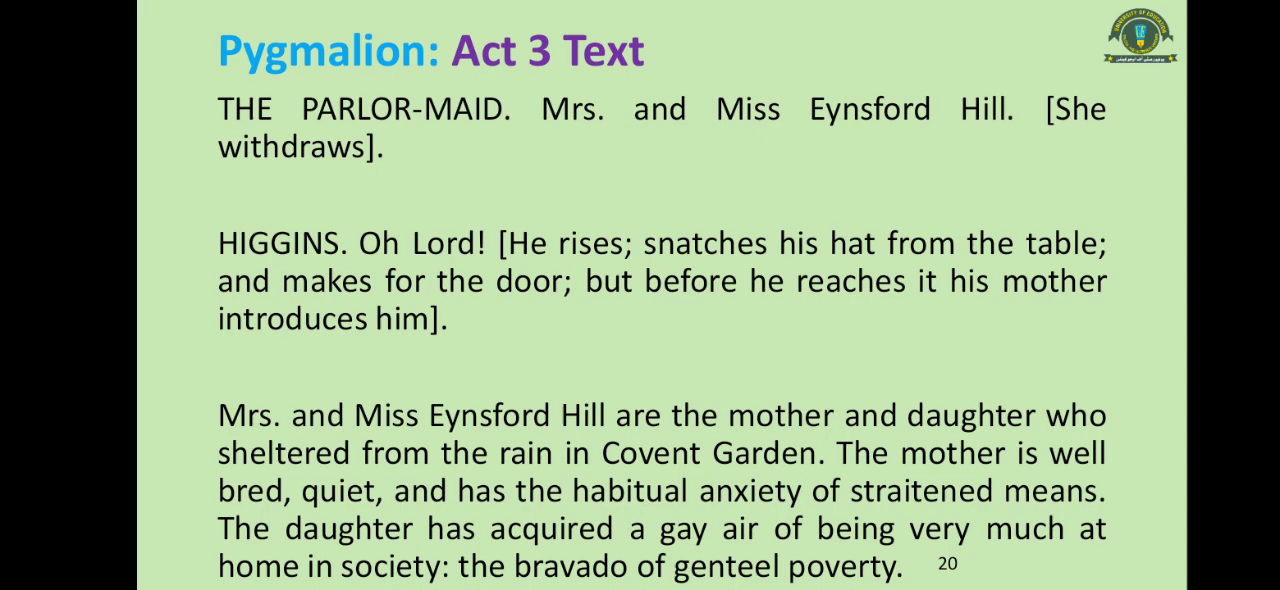 Pygmalion: Act 3 Text
UNIVERSITY OF EDUCATION
THE PARLOR-MAID. Mrs. and Miss Eynsford Hill. [She
withdraws].
HIGGINS. Oh Lord! [He rises; snatches his hat from the table;
and makes for the door; but before he reaches it his mother
introduces him].
Mrs. and Miss Eynsford Hill are the mother and daughter who
sheltered from the rain in Covent Garden. The mother is well
bred, quiet, and has the habitual anxiety of straitened means.
The daughter has acquired a gay air of being very much at
home in society: the bravado of genteel poverty.
20